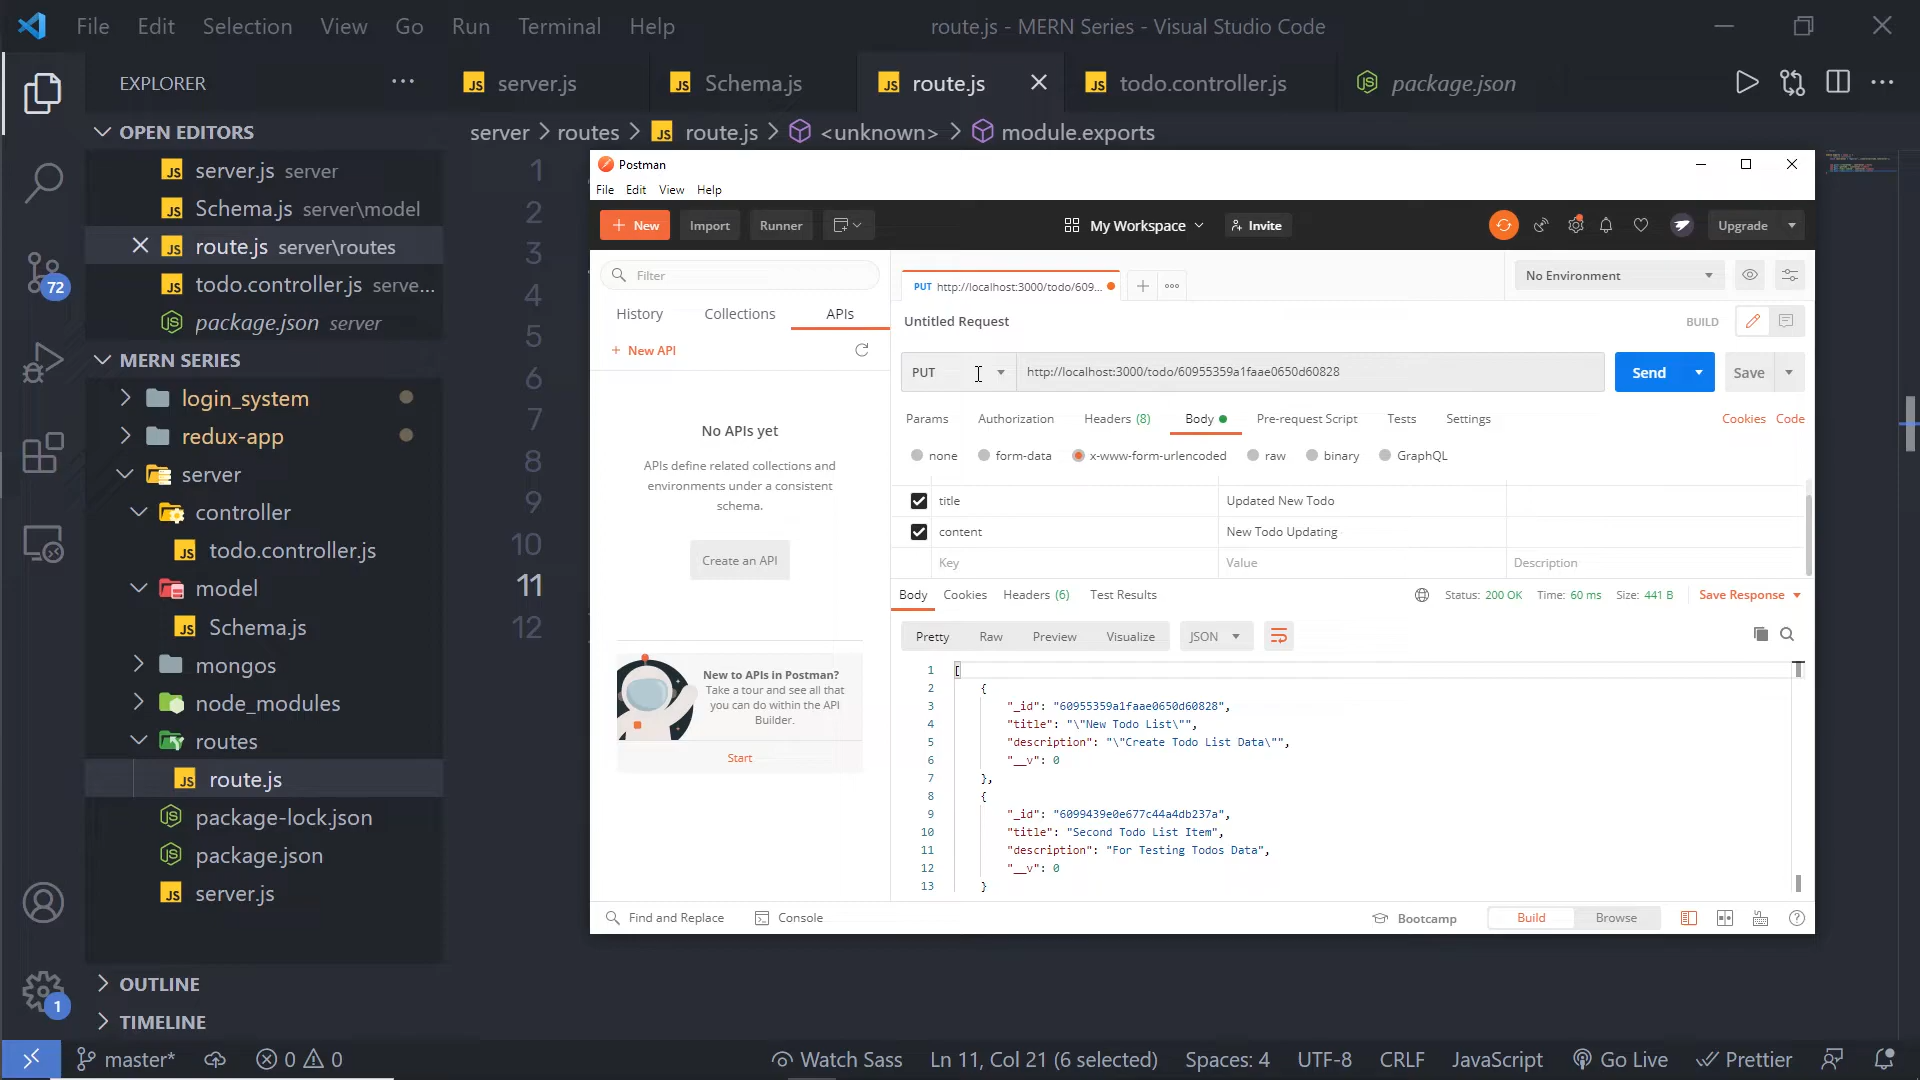 File Edit Selection View Go Run Terminal Help
route.js - MERN Series - Visual Studio Code
EXPLORER
server.js
Schema.js
route.js
todo.controller.js
package.json
server > routes > route.js > <unknown> > module.exports
OPEN EDITORS
server.js server
Schema.js server\model
route.js server\routes
todo.controller.js serve...
package.json server
MERN SERIES
login_system
redux-app
server
controller
todo.controller.js
model
Schema.js
mongos
node_modules
routes
route.js
package-lock.json
package.json
server.js
OUTLINE
TIMELINE
72
1
1
2
3
4
5
6
7
8
9
10
11
12
Postman
File Edit View Help
New Import Runner
My Workspace
Invite
Upgrade
Filter
History Collections APIs
+ New API
No APIs yet
APIs define related collections and
environments under a consistent
schema.
Create an API
New to APIs in Postman?
Take a tour and see all that
you can do within the API
Builder.
Start
PUT http://localhost:3000/todo/609...
No Environment
Untitled Request
BUILD
PUT http://localhost:3000/todo/60955359a1faae0650d60828
Send Save
Params Authorization Headers (8) Body Pre-request Script Tests Settings Cookies Code
none form-data x-www-form-urlencoded raw binary GraphQL
title Updated New Todo
content New Todo Updating
Key Value Description
Body Cookies Headers (6) Test Results
Status: 200 OK Time: 60 ms Size: 441 B Save Response
Pretty Raw Preview Visualize JSON
1 [
2 {
3 "_id": "60955359a1faae0650d60828",
4 "title": "\"New Todo List\"",
5 "description": "\"Create Todo List Data\"",
6 "__v": 0
7 },
8 {
9 "_id": "6099439e0e677c44a4db237a",
10 "title": "Second Todo List Item",
11 "description": "For Testing Todos Data",
12 "__v": 0
13 }
Find and Replace Console Bootcamp Build Browse
master* 0 0 Watch Sass Ln 11, Col 21 (6 selected) Spaces: 4 UTF-8 CRLF JavaScript Go Live Prettier